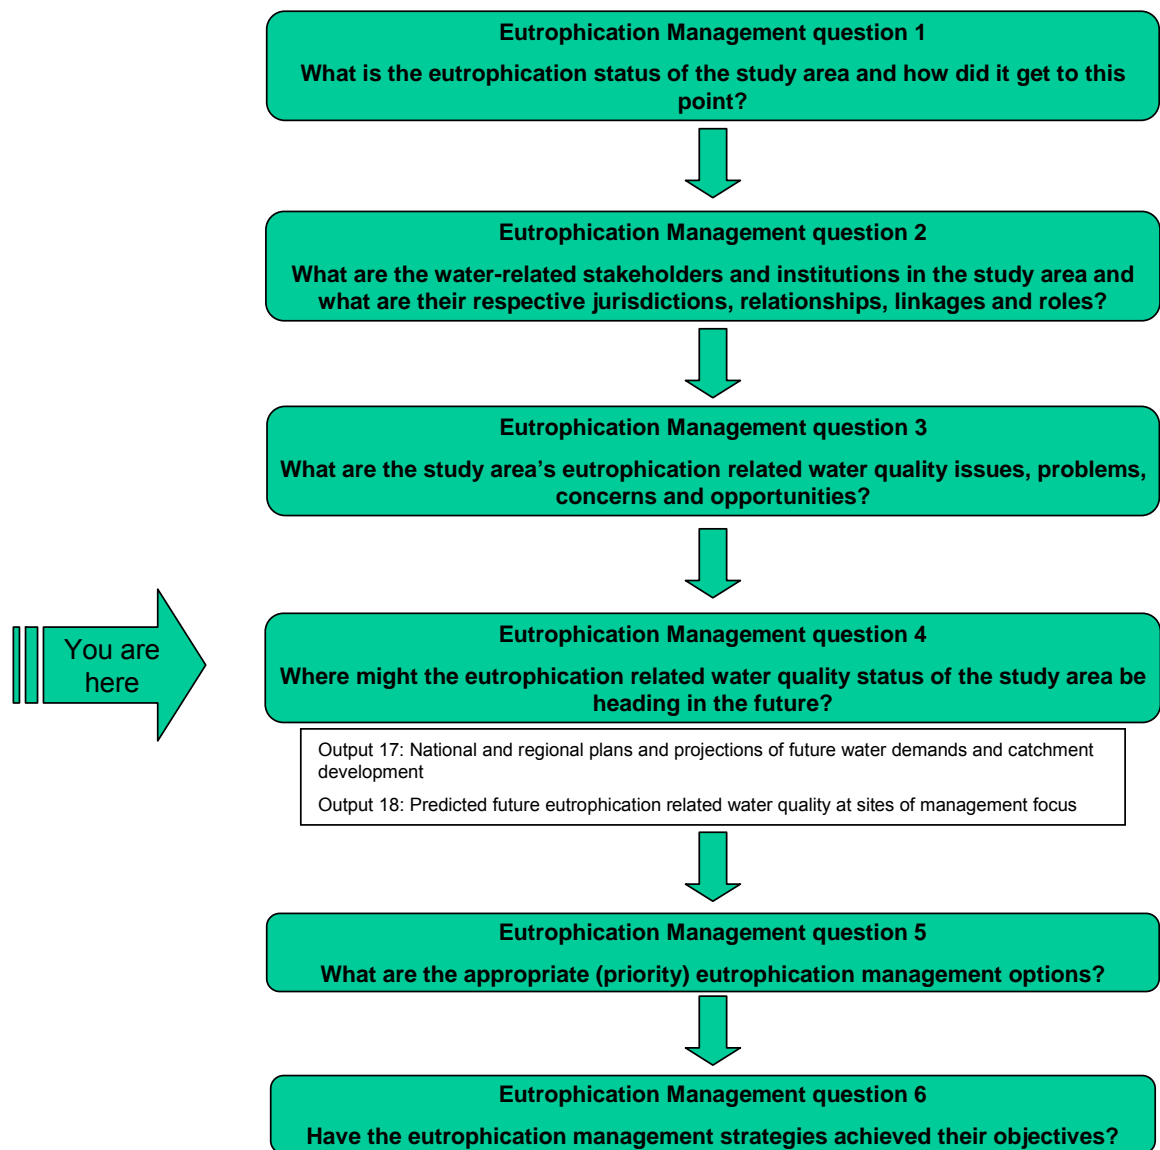 Eutrophication Management question 1
What is the eutrophication status of the study area and how did it get to this
point?
Eutrophication Management question 2
What are the water-related stakeholders and institutions in the study area and
what are their respective jurisdictions, relationships, linkages and roles?
Eutrophication Management question 3
What are the study area’s eutrophication related water quality issues, problems,
concerns and opportunities?
You are
here
Eutrophication Management question 4
Where might the eutrophication related water quality status of the study area be
heading in the future?
Output 17: National and regional plans and projections of future water demands and catchment
development
Output 18: Predicted future eutrophication related water quality at sites of management focus
Eutrophication Management question 5
What are the appropriate (priority) eutrophication management options?
Eutrophication Management question 6
Have the eutrophication management strategies achieved their objectives?